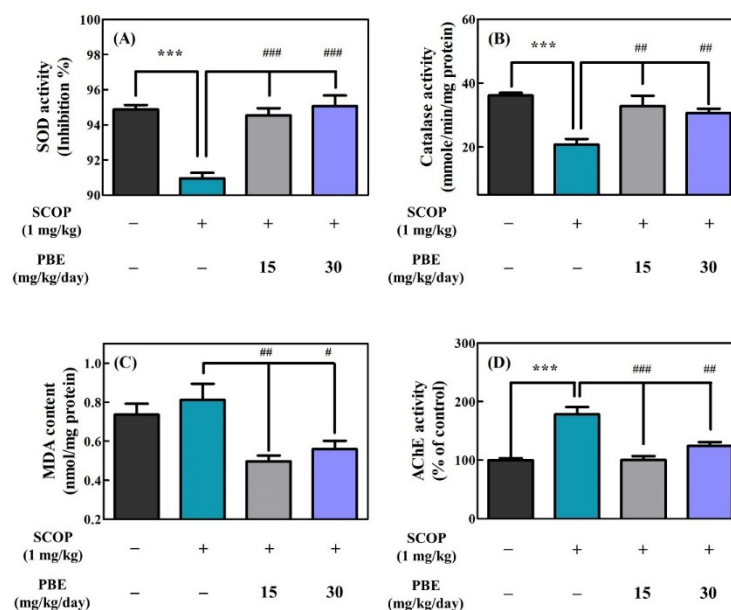 (A)
***
###
###
SOD activity
(Inhibition %)
100
98
96
94
92
90
SCOP
(1 mg/kg)
– + + +
PBE
(mg/kg/day)
– – 15 30
(B)
***
##
##
Catalase activity
(mmole/min/mg protein)
60
40
20
SCOP
(1 mg/kg)
– + + +
PBE
(mg/kg/day)
– – 15 30
(C)
##
#
MDA content
(nmol/mg protein)
1.0
0.8
0.6
0.4
0.2
SCOP
(1 mg/kg)
– + + +
PBE
(mg/kg/day)
– – 15 30
(D)
***
###
##
AChE activity
(% of control)
300
200
100
0
SCOP
(1 mg/kg)
– + + +
PBE
(mg/kg/day)
– – 15 30